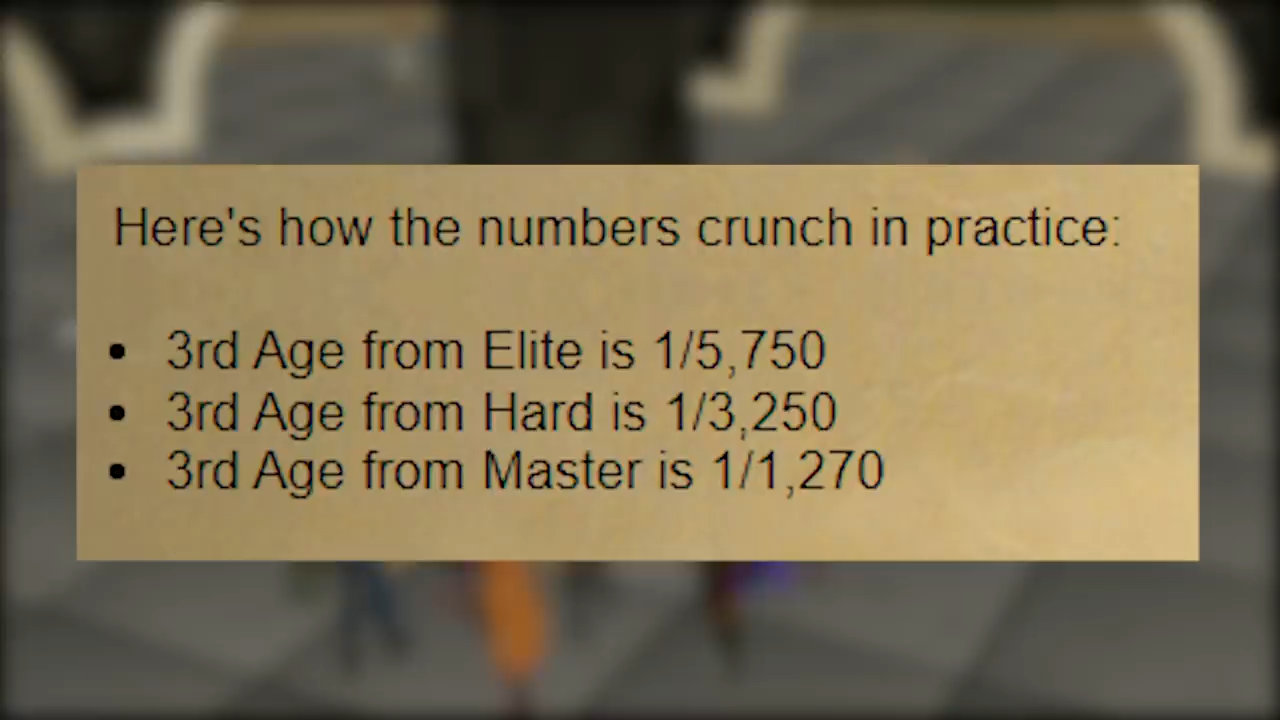 Here's how the numbers crunch in practice:
• 3rd Age from Elite is 1/5,750
• 3rd Age from Hard is 1/3,250
• 3rd Age from Master is 1/1,270